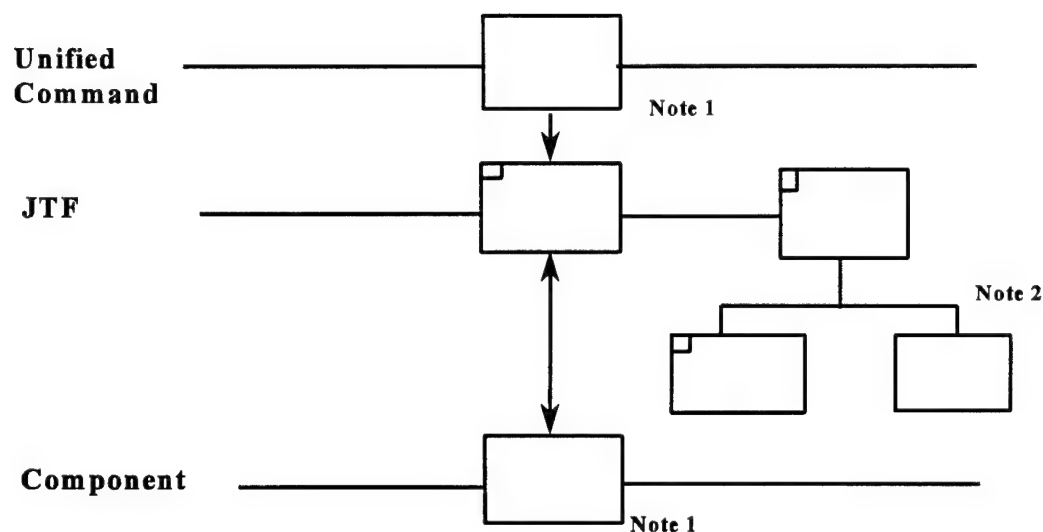 Unified
Command
Note 1
JTF
Note 2
Component
Note 1